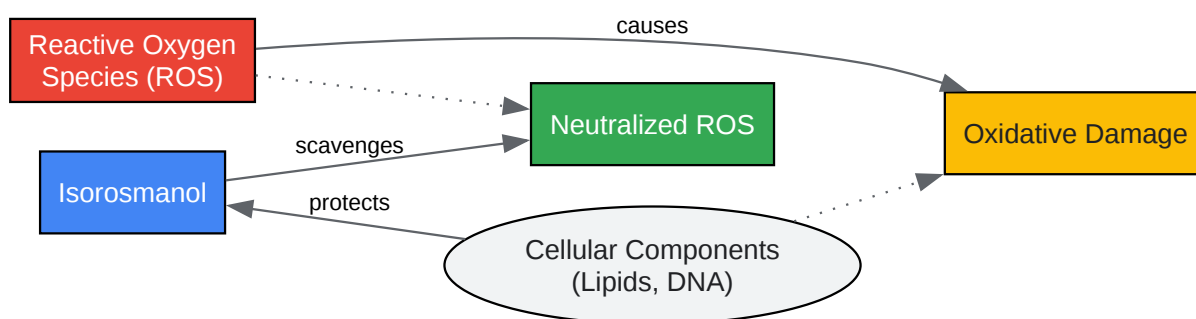 causes
Reactive Oxygen
Species (ROS)
Neutralized ROS
Oxidative Damage
scavenges
Isorosmanol
protects
Cellular Components
(Lipids, DNA)